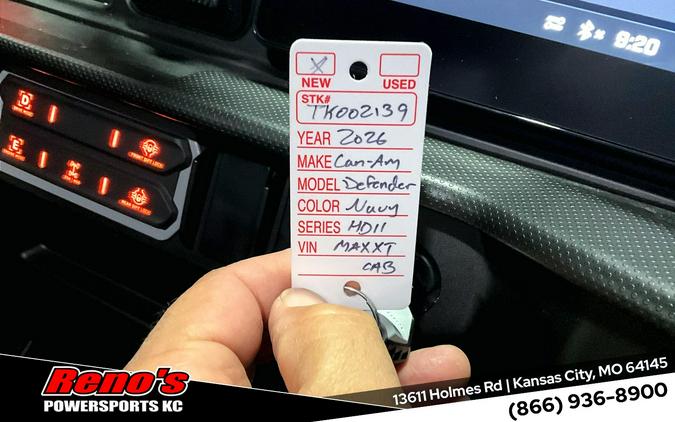 8:20
D
E
X
NEW
USED
STK#
TK002139
YEAR 2026
MAKE Can-Am
MODEL Defender
COLOR Navy
SERIES HD11
VIN MAXXT
CAB
Reno's
POWERSPORTS KC
13611 Holmes Rd | Kansas City, MO 64145
(866) 936-8900